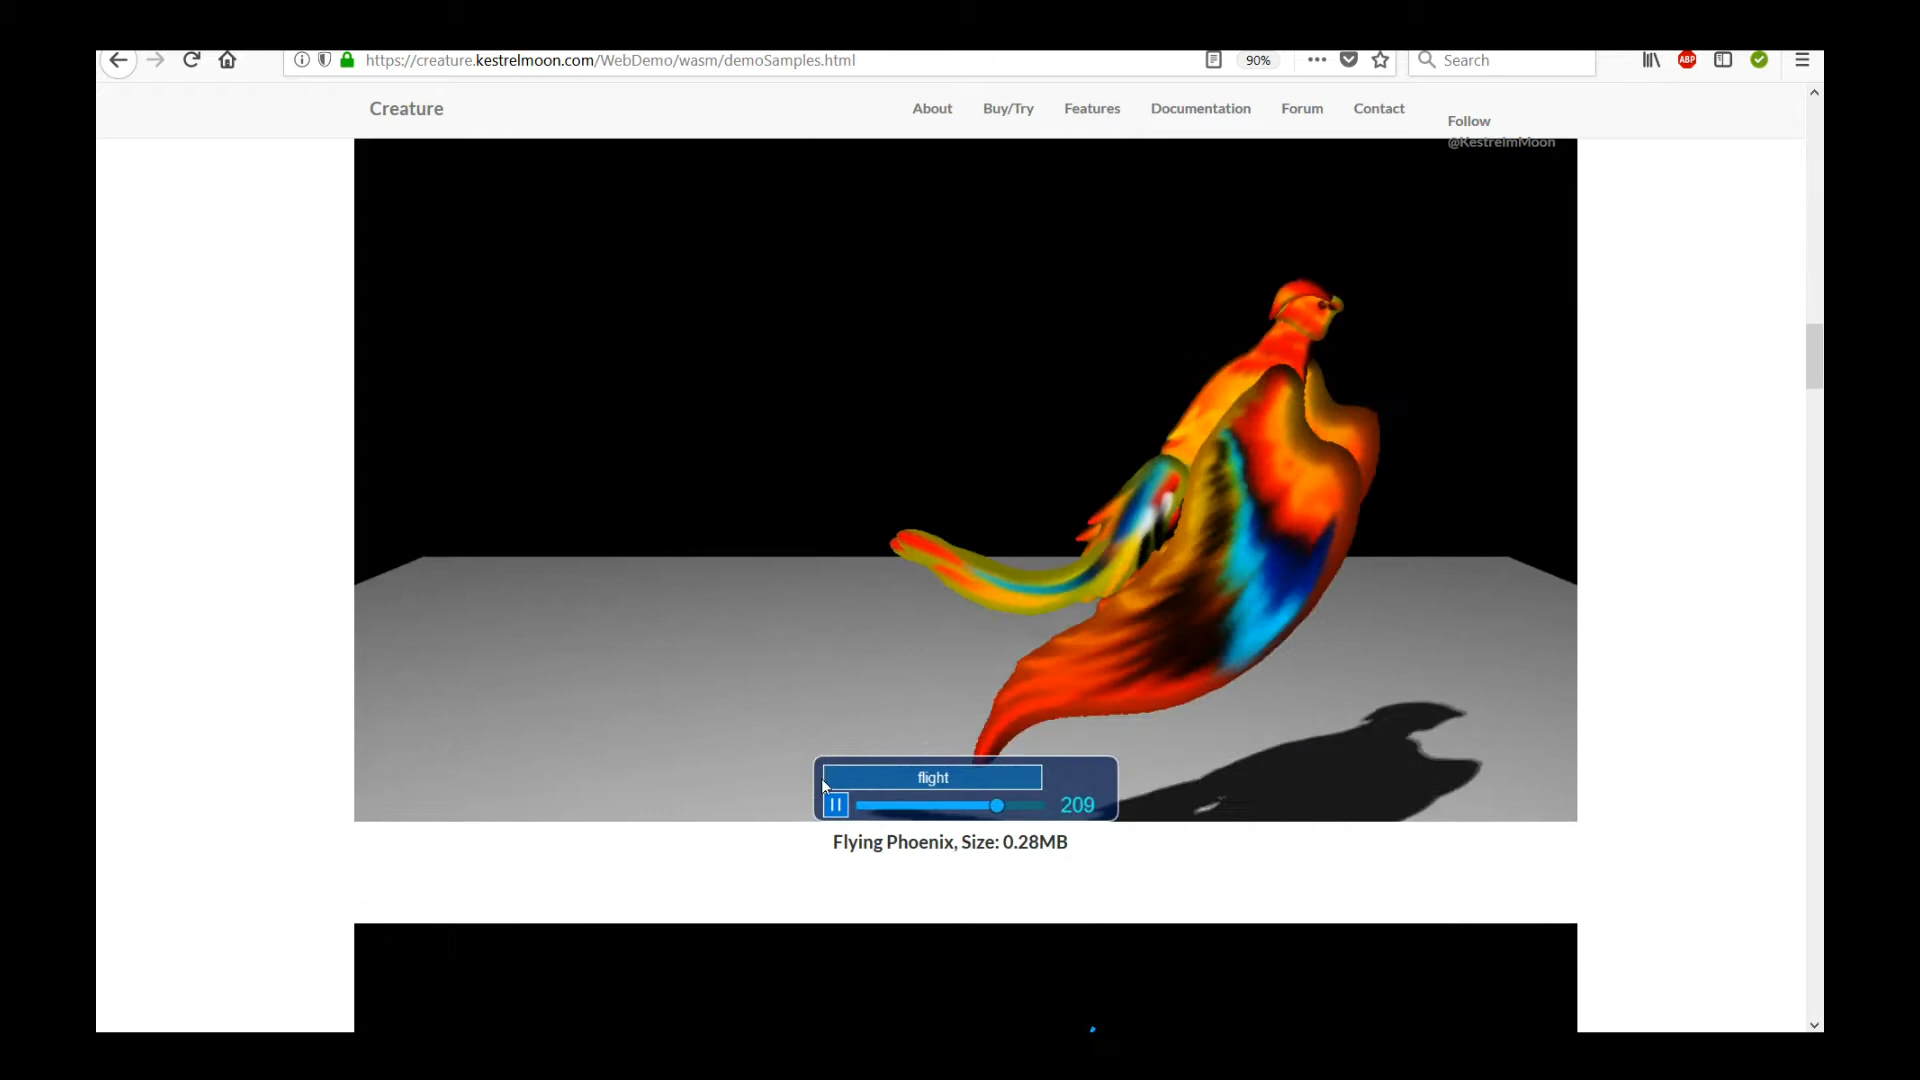 https://creature.kestrelmoon.com/WebDemo/wasm/demoSamples.html
90%
Search
ABP
Creature
About
Buy/Try
Features
Documentation
Forum
Contact
Follow
@KestrelmMoon
flight
209
Flying Phoenix, Size: 0.28MB